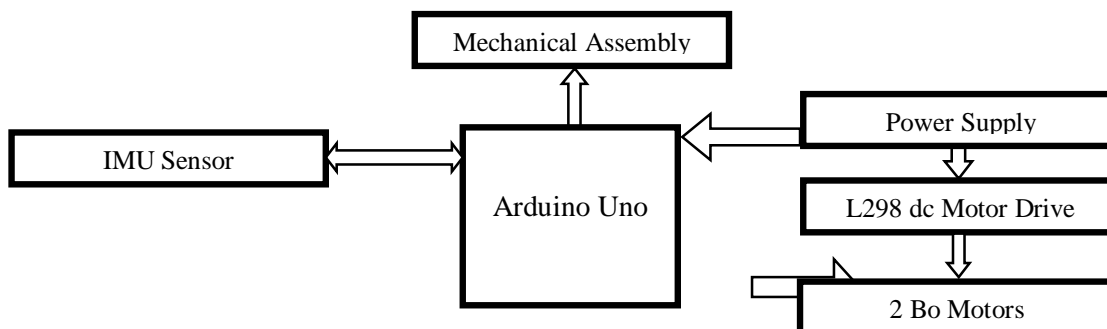 Mechanical Assembly
Power Supply
IMU Sensor
Arduino Uno
L298 dc Motor Drive
2 Bo Motors